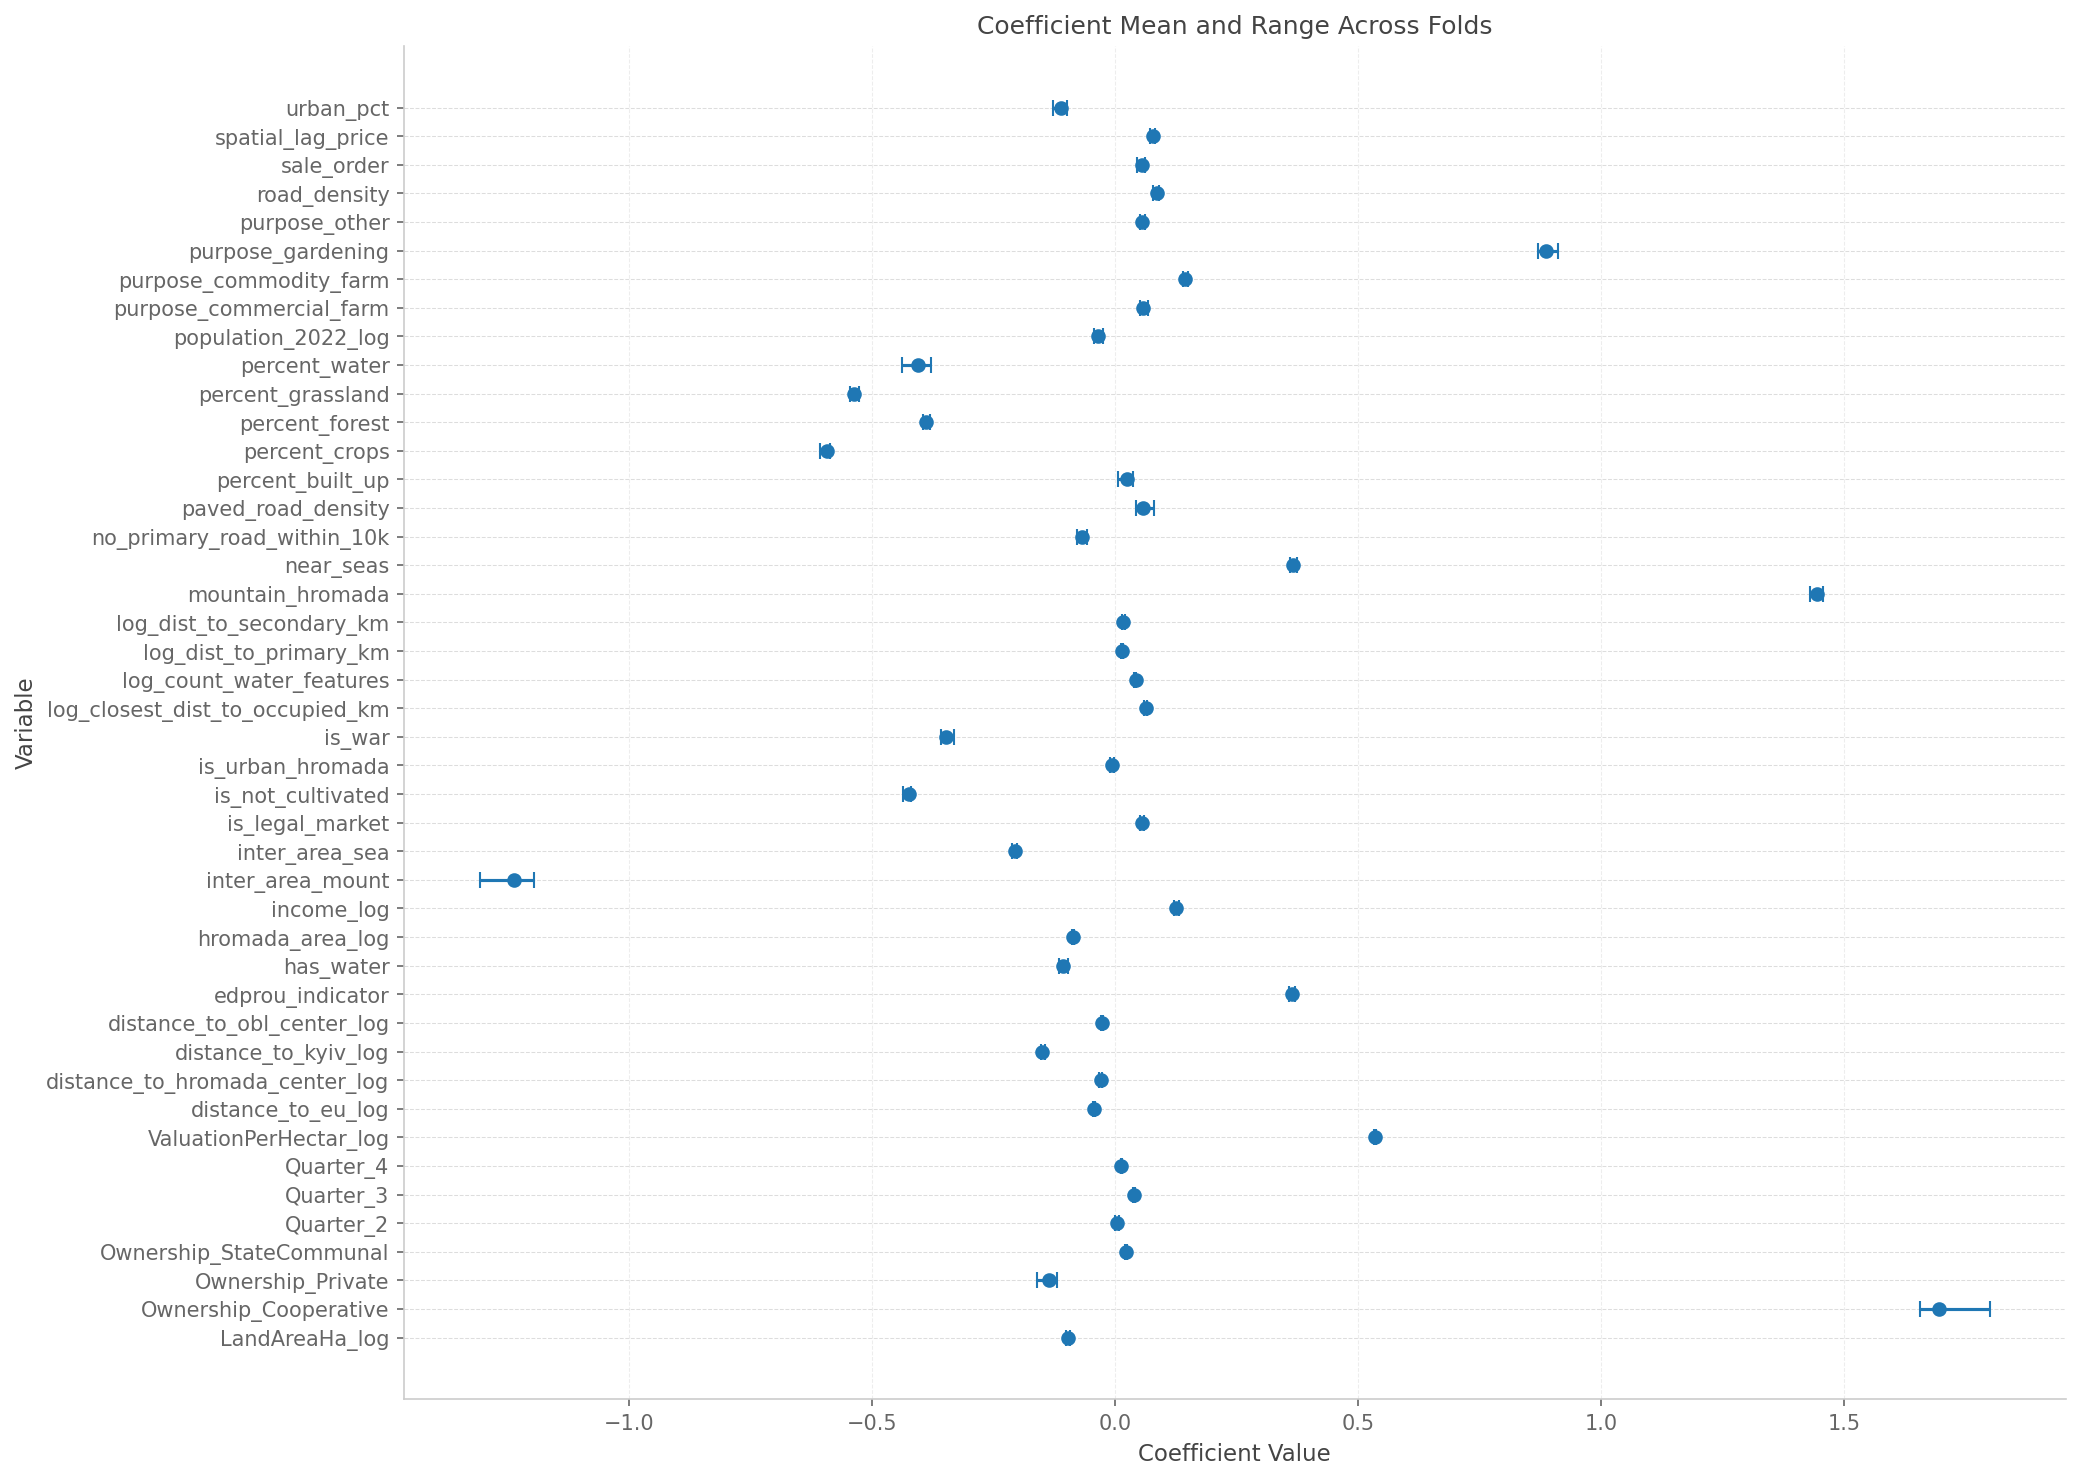 Coefficient Mean and Range Across Folds
Variable
urban_pct
spatial_lag_price
sale_order
road_density
purpose_other
purpose_gardening
purpose_commodity_farm
purpose_commercial_farm
population_2022_log
percent_water
percent_grassland
percent_forest
percent_crops
percent_built_up
paved_road_density
no_primary_road_within_10k
near_seas
mountain_hromada
log_dist_to_secondary_km
log_dist_to_primary_km
log_count_water_features
log_closest_dist_to_occupied_km
is_war
is_urban_hromada
is_not_cultivated
is_legal_market
inter_area_sea
inter_area_mount
income_log
hromada_area_log
has_water
edprou_indicator
distance_to_obl_center_log
distance_to_kyiv_log
distance_to_hromada_center_log
distance_to_eu_log
ValuationPerHectar_log
Quarter_4
Quarter_3
Quarter_2
Ownership_StateCommunal
Ownership_Private
Ownership_Cooperative
LandAreaHa_log
−1.0 −0.5 0.0 0.5 1.0 1.5
Coefficient Value